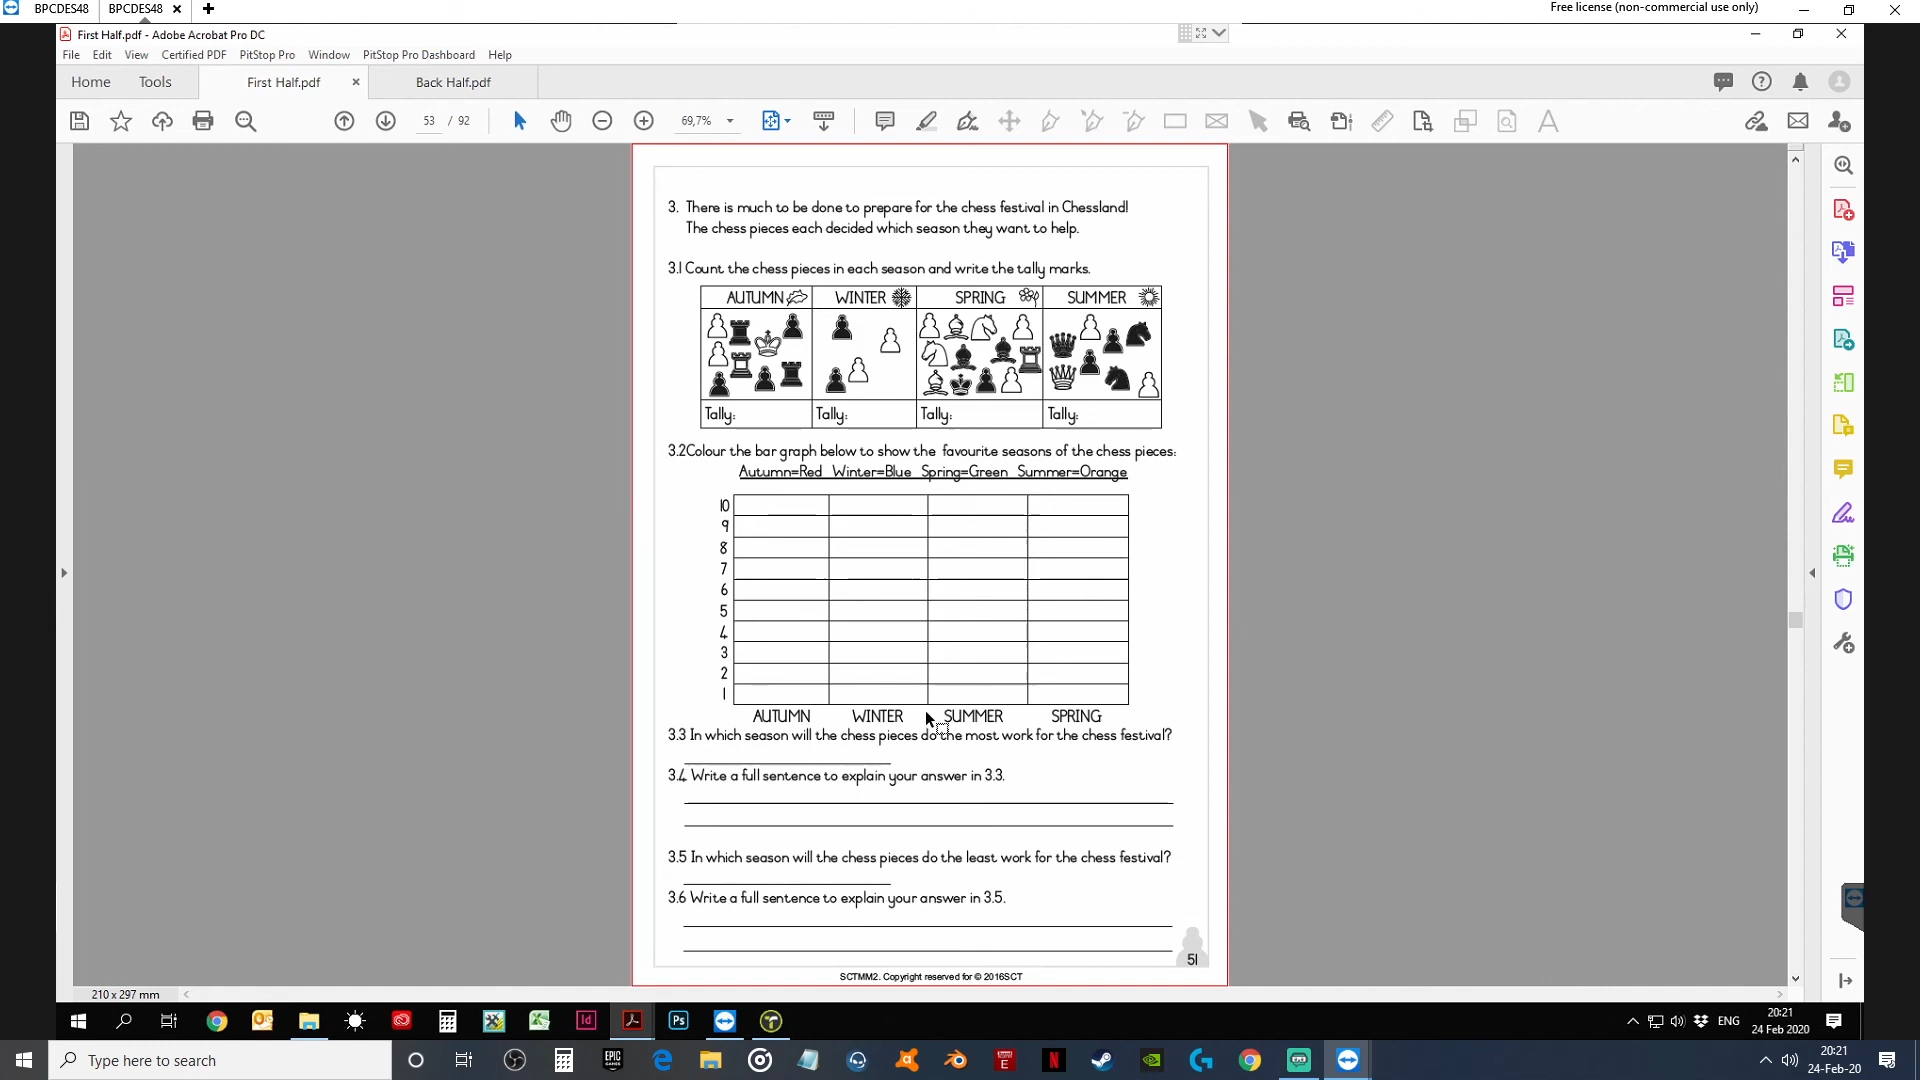 BPCDES48
BPCDES48
Free license (non-commercial use only)
First Half.pdf - Adobe Acrobat Pro DC
File Edit View Certified PDF PitStop Pro Window PitStop Pro Dashboard Help
Home Tools First Half.pdf Back Half.pdf
53 / 92 69,7%
3. There is much to be done to prepare for the chess festival in Chessland!
The chess pieces each decided which season they want to help.
3.1 Count the chess pieces in each season and write the tally marks.
AUTUMN WINTER SPRING SUMMER
Tally: Tally: Tally: Tally:
3.2Colour the bar graph below to show the favourite seasons of the chess pieces:
Autumn=Red Winter=Blue Spring=Green Summer=Orange
10
9
8
7
6
5
4
3
2
1
AUTUMN WINTER SUMMER SPRING
3.3 In which season will the chess pieces do the most work for the chess festival?
3.4 Write a full sentence to explain your answer in 3.3.
3.5 In which season will the chess pieces do the least work for the chess festival?
3.6 Write a full sentence to explain your answer in 3.5.
51
SCTMM2. Copyright reserved for © 2016SCT
210 x 297 mm
Id
Ps
ENG
20:21
24 Feb 2020
Type here to search
EPIC GAMES
20:21
24-Feb-20